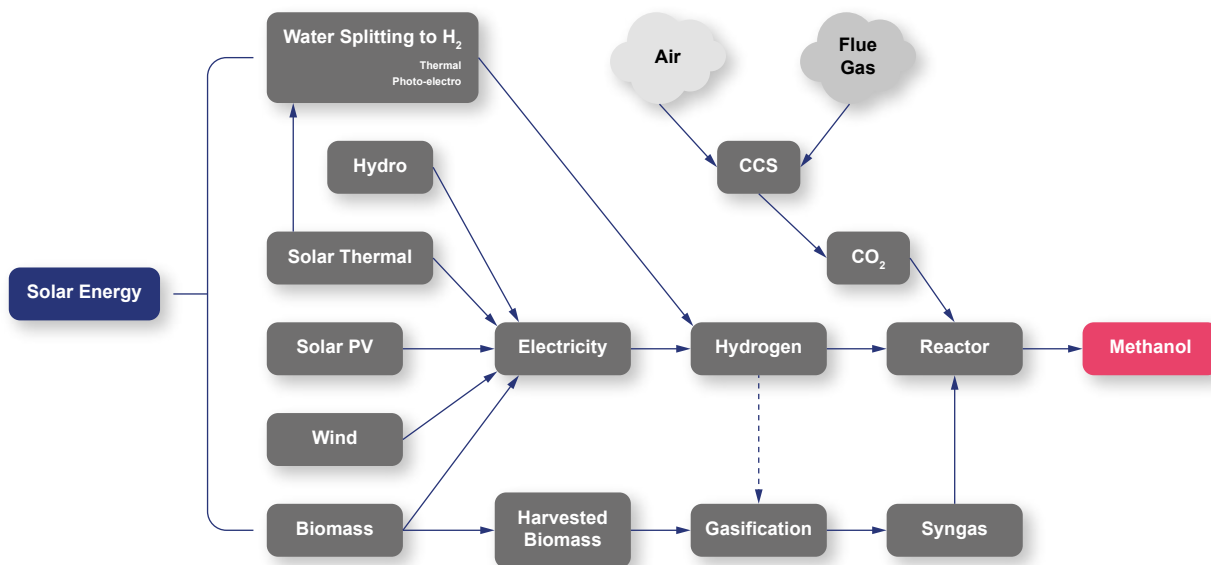 Water Splitting to H₂
Thermal
Photo-electro
Air
Flue
Gas
Hydro
CCS
Solar Thermal
CO₂
Solar Energy
Solar PV
Electricity
Hydrogen
Reactor
Methanol
Wind
Biomass
Harvested
Biomass
Gasification
Syngas